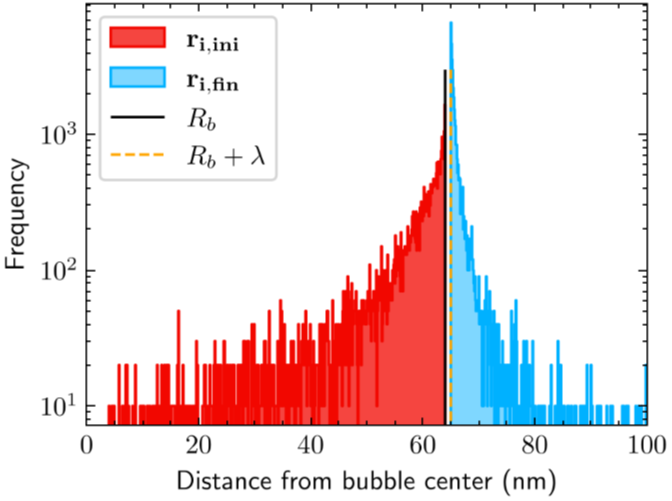 r_i,ini
r_i,fin
R_b
R_b + λ
10^3
10^2
10^1
Frequency
0 20 40 60 80 100
Distance from bubble center (nm)